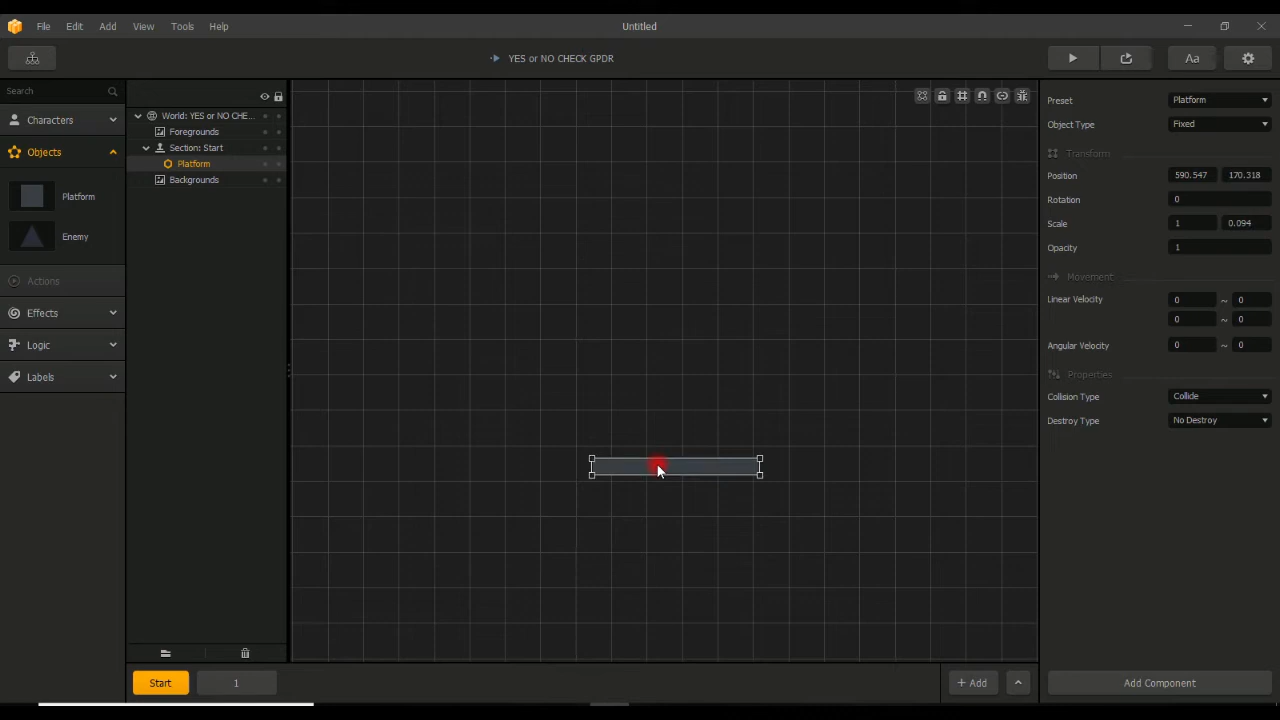 File Edit Add View Tools Help
Untitled
YES or NO CHECK GPDR
Aa
Search
Characters
Objects
Platform
Enemy
Actions
Effects
Logic
Labels
World: YES or NO CHE...
Foregrounds
Section: Start
Platform
Backgrounds
Preset Platform
Object Type Fixed
Transform
Position 590.547 170.318
Rotation 0
Scale 1 0.094
Opacity 1
Movement
Linear Velocity 0 ~ 0
0 ~ 0
Angular Velocity 0 ~ 0
Properties
Collision Type Collide
Destroy Type No Destroy
Start 1
+ Add
Add Component